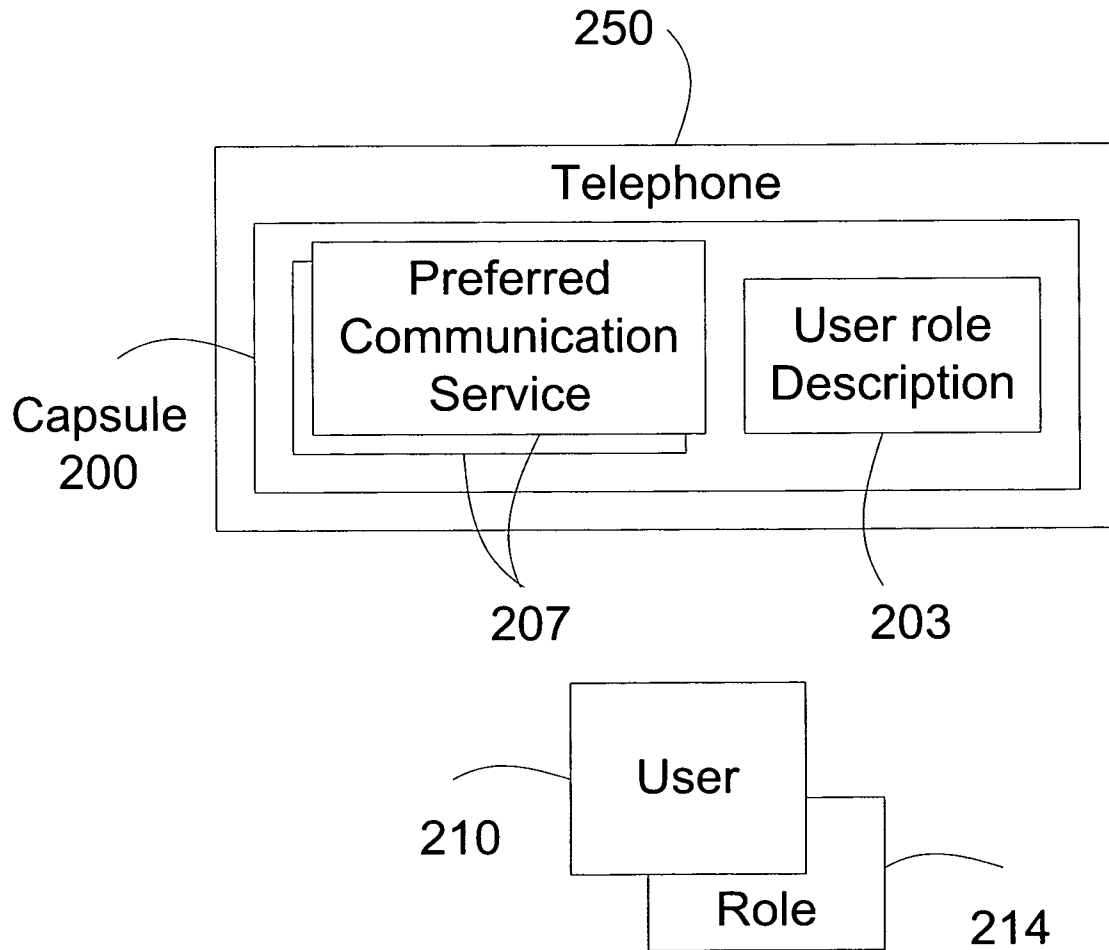 250
Telephone
Preferred
Communication
Service
User role
Description
Capsule
200
207
203
User
210
Role
214